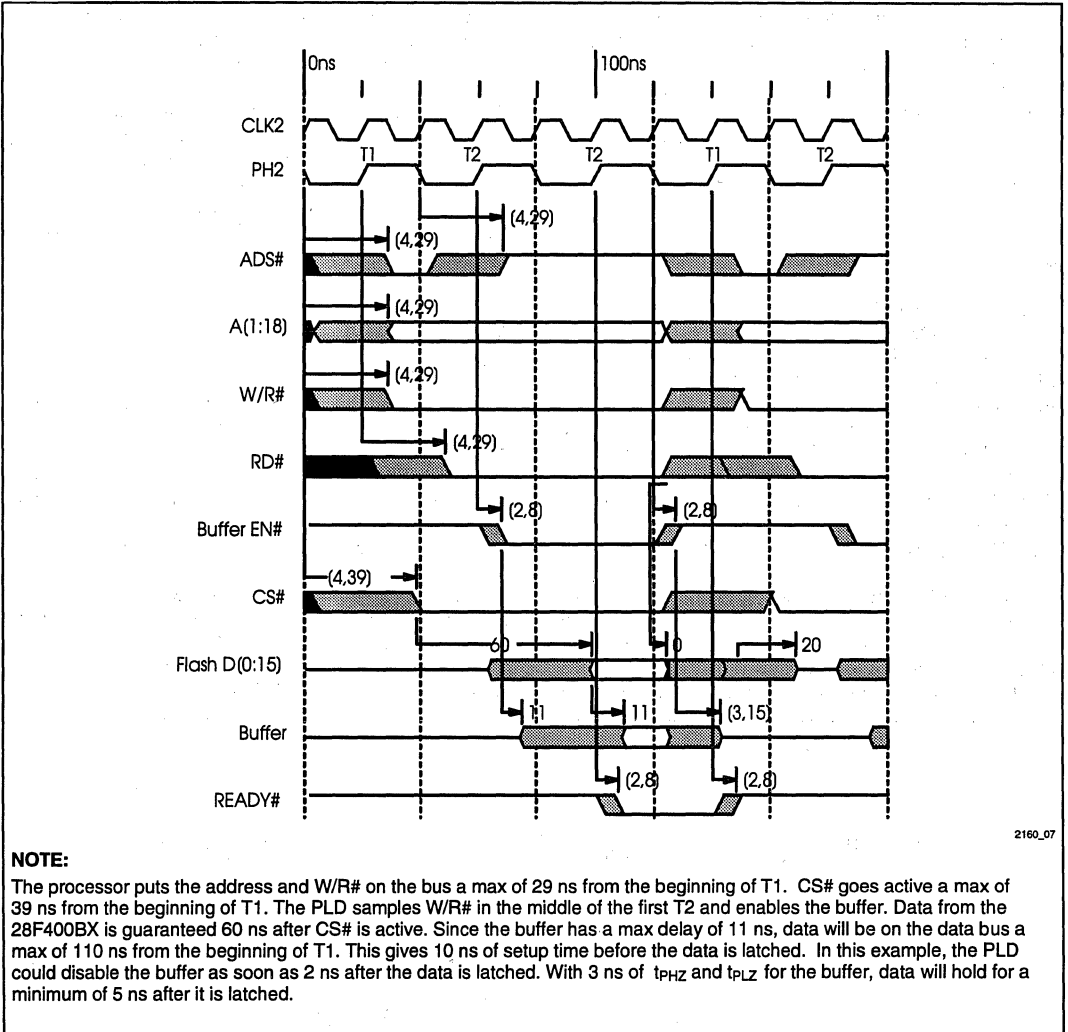 0ns 100ns
CLK2
T1 T2 T2 T1 T2
PH2
(4,29)
(4,29)
ADS#
(4,29)
A(1:18)
(4,29)
W/R#
(4,29)
RD#
(2,8) (2,8)
Buffer EN#
(4,39)
CS#
60 0 20
Flash D(0:15)
11 11 (3,15)
Buffer
(2,8) (2,8)
READY#
2160_07
NOTE:
The processor puts the address and W/R# on the bus a max of 29 ns from the beginning of T1. CS# goes active a max of
39 ns from the beginning of T1. The PLD samples W/R# in the middle of the first T2 and enables the buffer. Data from the
28F400BX is guaranteed 60 ns after CS# is active. Since the buffer has a max delay of 11 ns, data will be on the data bus a
max of 110 ns from the beginning of T1. This gives 10 ns of setup time before the data is latched. In this example, the PLD
could disable the buffer as soon as 2 ns after the data is latched. With 3 ns of tPHZ and tPLZ for the buffer, data will hold for a
minimum of 5 ns after it is latched.